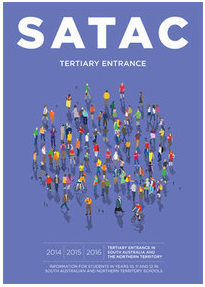 SATAC
TERTIARY ENTRANCE
2014 | 2015 | 2016
TERTIARY ENTRANCE IN
SOUTH AUSTRALIA AND
THE NORTHERN TERRITORY
INFORMATION FOR STUDENTS IN YEARS 10, 11 AND 12 IN
SOUTH AUSTRALIAN AND NORTHERN TERRITORY SCHOOLS